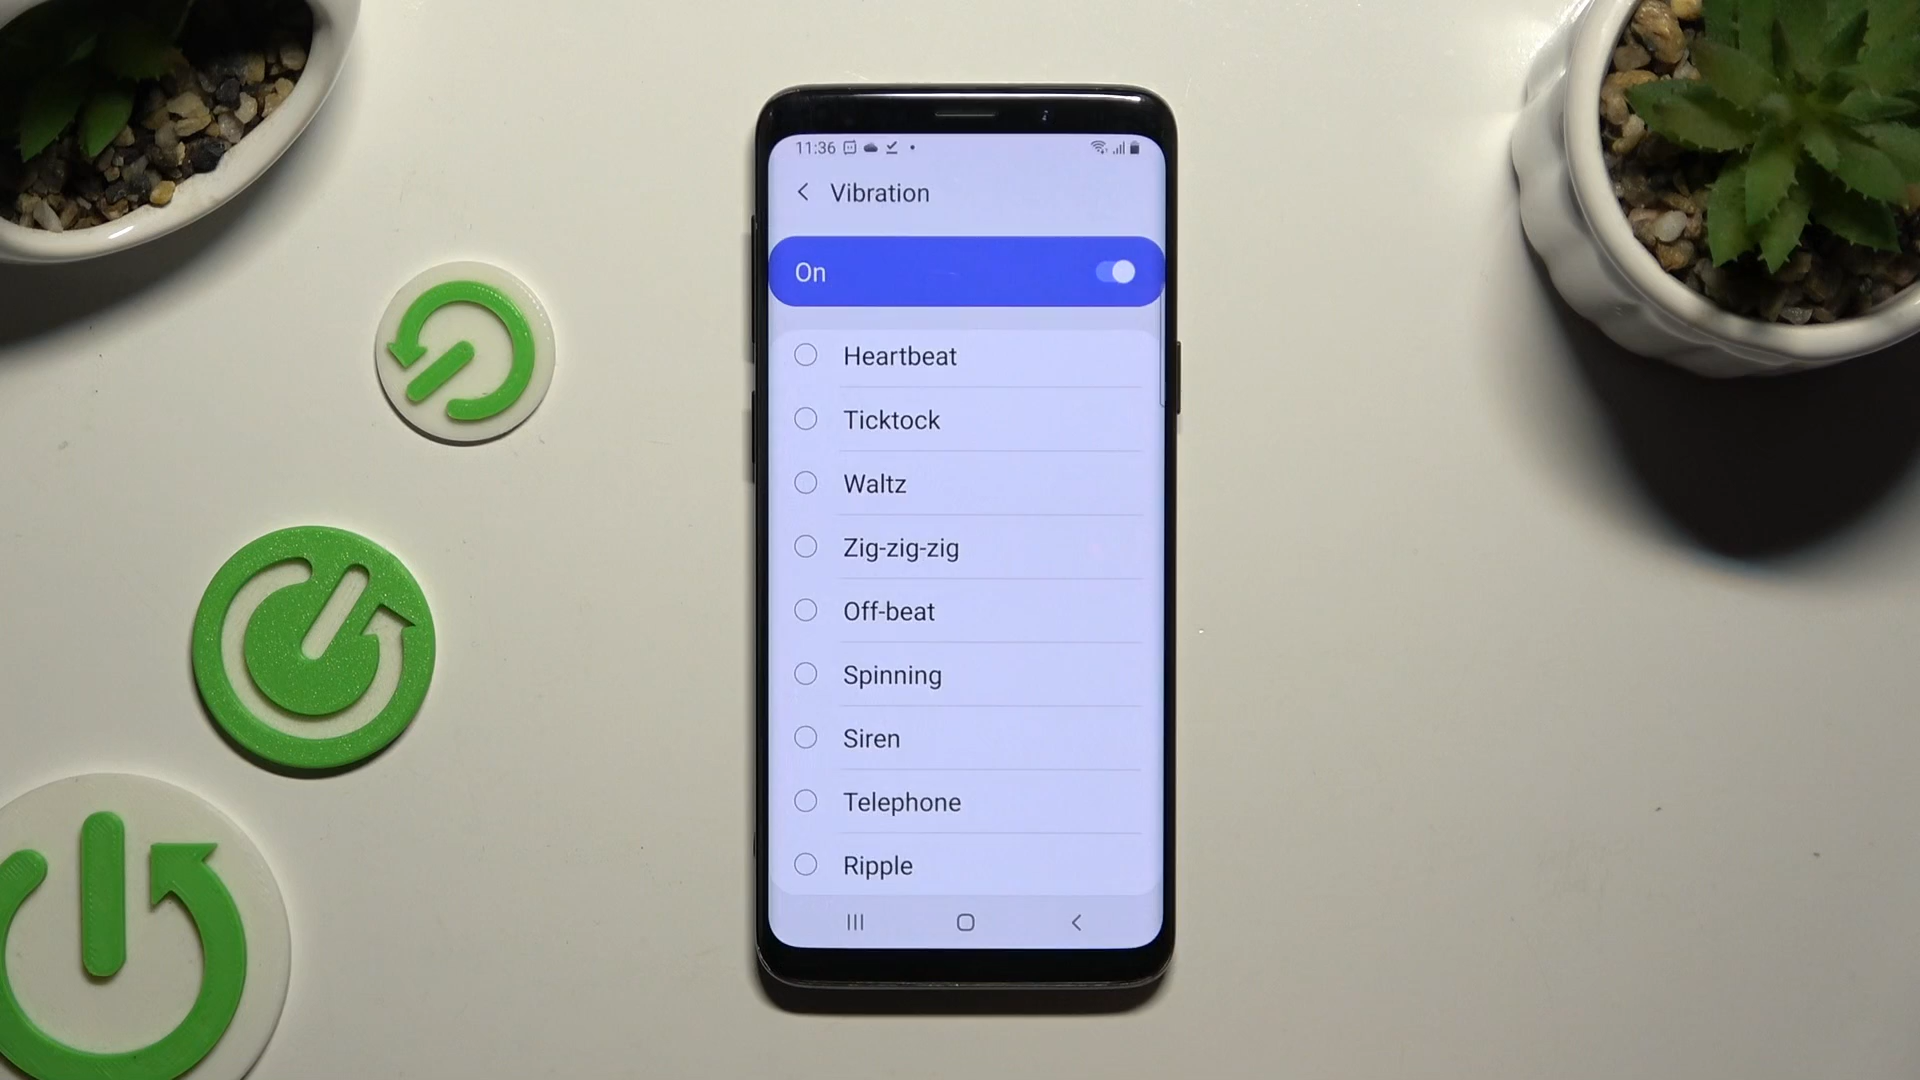 11:36
Vibration
On
Heartbeat
Ticktock
Waltz
Zig-zig-zig
Off-beat
Spinning
Siren
Telephone
Ripple